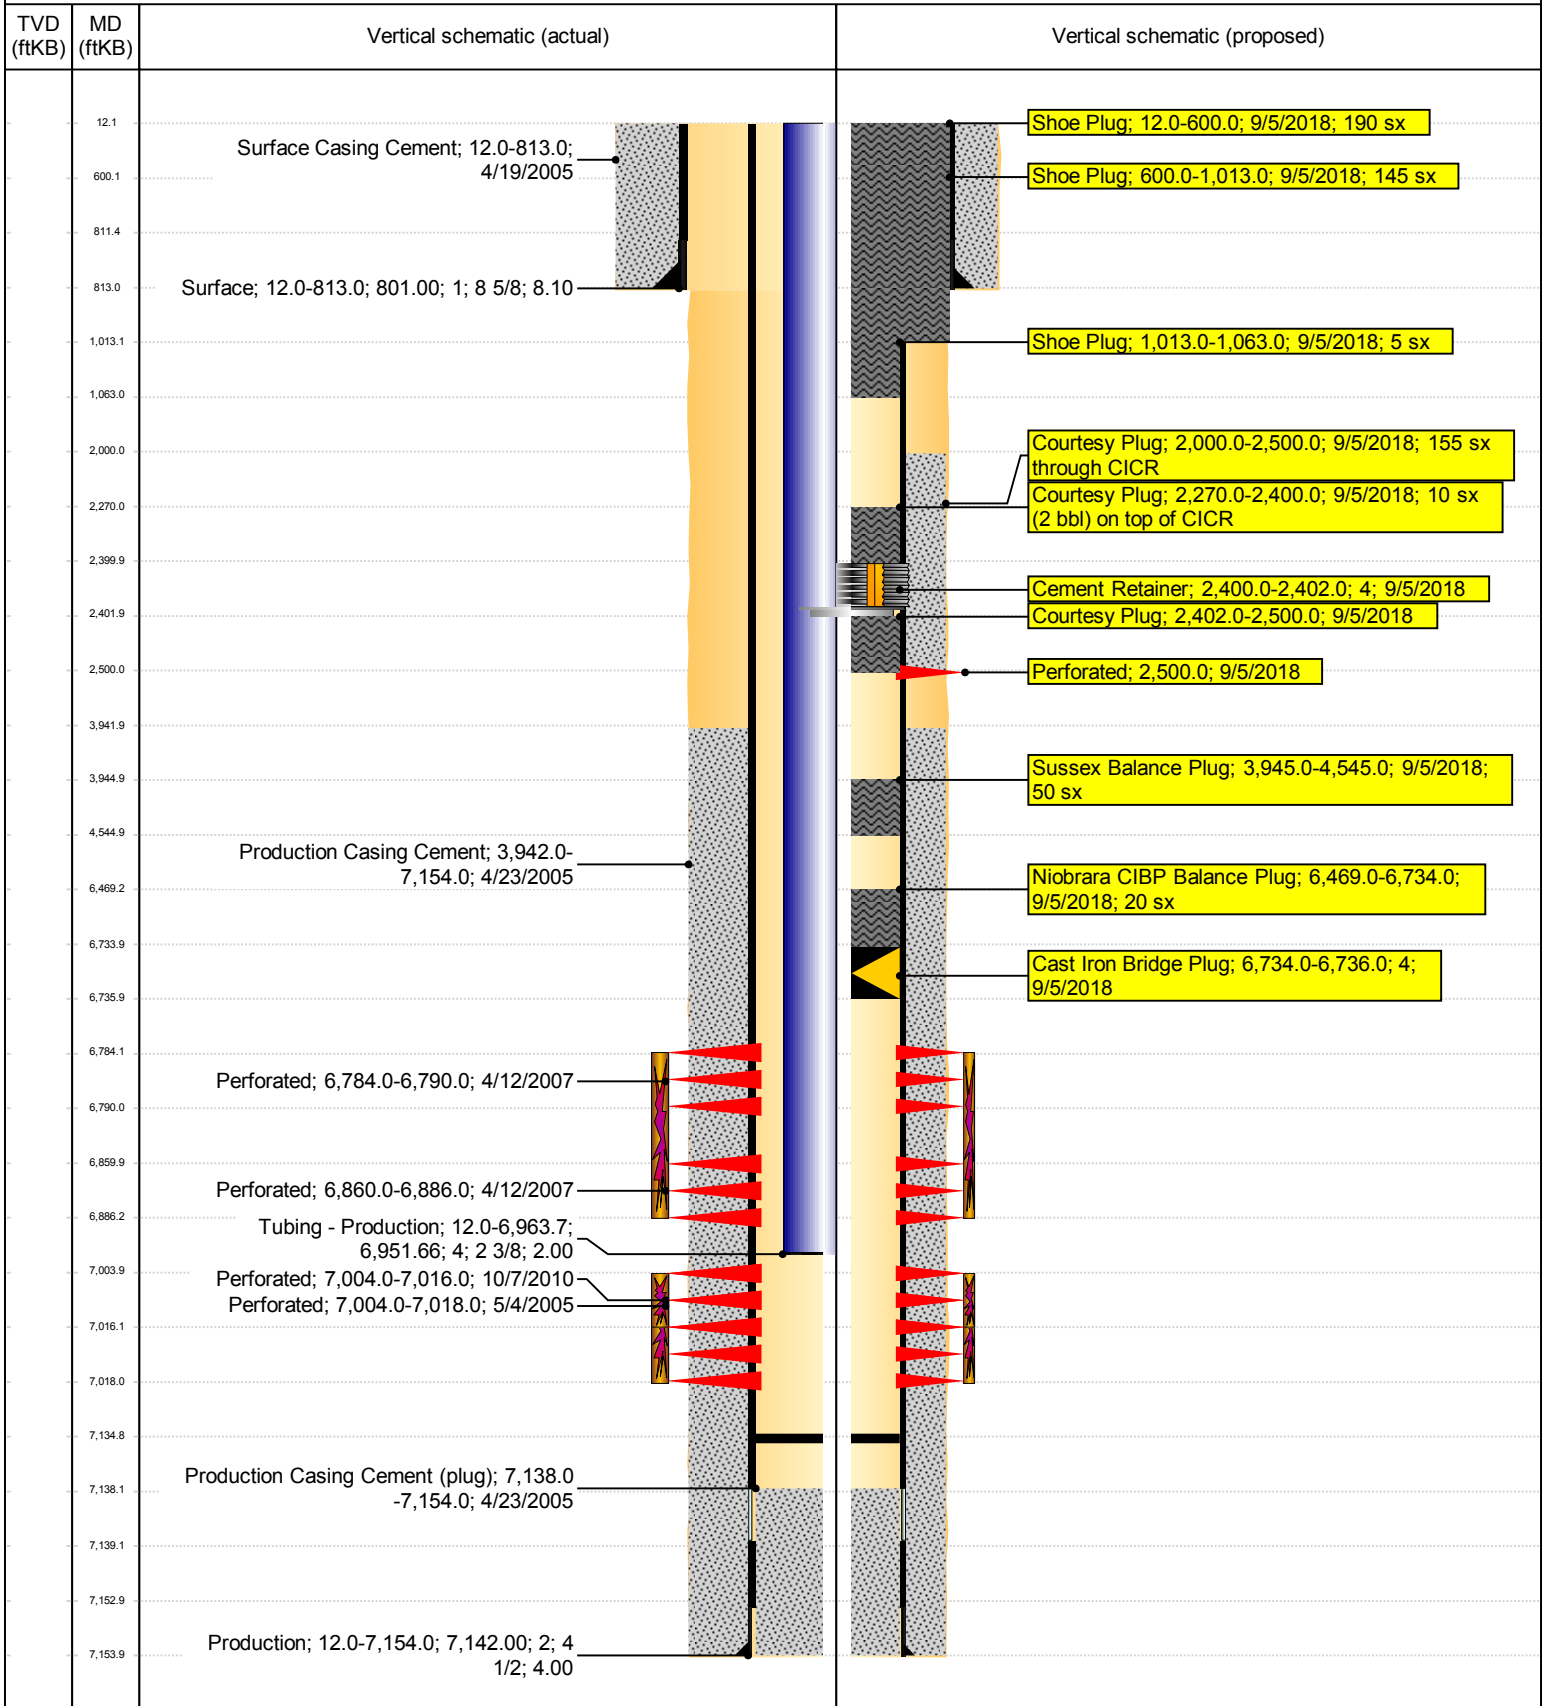 TVD
(ftKB)
MD
(ftKB)
Vertical schematic (actual)
Vertical schematic (proposed)
12.1
600.1
811.4
813.0
1,013.1
1,063.0
2,000.0
2,270.0
2,399.9
2,401.9
2,500.0
3,941.9
3,944.9
4,544.9
6,469.2
6,733.9
6,735.9
6,784.1
6,790.0
6,859.9
6,886.2
7,003.9
7,016.1
7,018.0
7,134.8
7,138.1
7,139.1
7,152.9
7,153.9
Surface Casing Cement; 12.0-813.0;
4/19/2005
Surface; 12.0-813.0; 801.00; 1; 8 5/8; 8.10
Production Casing Cement; 3,942.0-
7,154.0; 4/23/2005
Perforated; 6,784.0-6,790.0; 4/12/2007
Perforated; 6,860.0-6,886.0; 4/12/2007
Tubing - Production; 12.0-6,963.7;
6,951.66; 4; 2 3/8; 2.00
Perforated; 7,004.0-7,016.0; 10/7/2010
Perforated; 7,004.0-7,018.0; 5/4/2005
Production Casing Cement (plug); 7,138.0
-7,154.0; 4/23/2005
Production; 12.0-7,154.0; 7,142.00; 2; 4
1/2; 4.00
Shoe Plug; 12.0-600.0; 9/5/2018; 190 sx
Shoe Plug; 600.0-1,013.0; 9/5/2018; 145 sx
Shoe Plug; 1,013.0-1,063.0; 9/5/2018; 5 sx
Courtesy Plug; 2,000.0-2,500.0; 9/5/2018; 155 sx
through CICR
Courtesy Plug; 2,270.0-2,400.0; 9/5/2018; 10 sx
(2 bbl) on top of CICR
Cement Retainer; 2,400.0-2,402.0; 4; 9/5/2018
Courtesy Plug; 2,402.0-2,500.0; 9/5/2018
Perforated; 2,500.0; 9/5/2018
Sussex Balance Plug; 3,945.0-4,545.0; 9/5/2018;
50 sx
Niobrara CIBP Balance Plug; 6,469.0-6,734.0;
9/5/2018; 20 sx
Cast Iron Bridge Plug; 6,734.0-6,736.0; 4;
9/5/2018